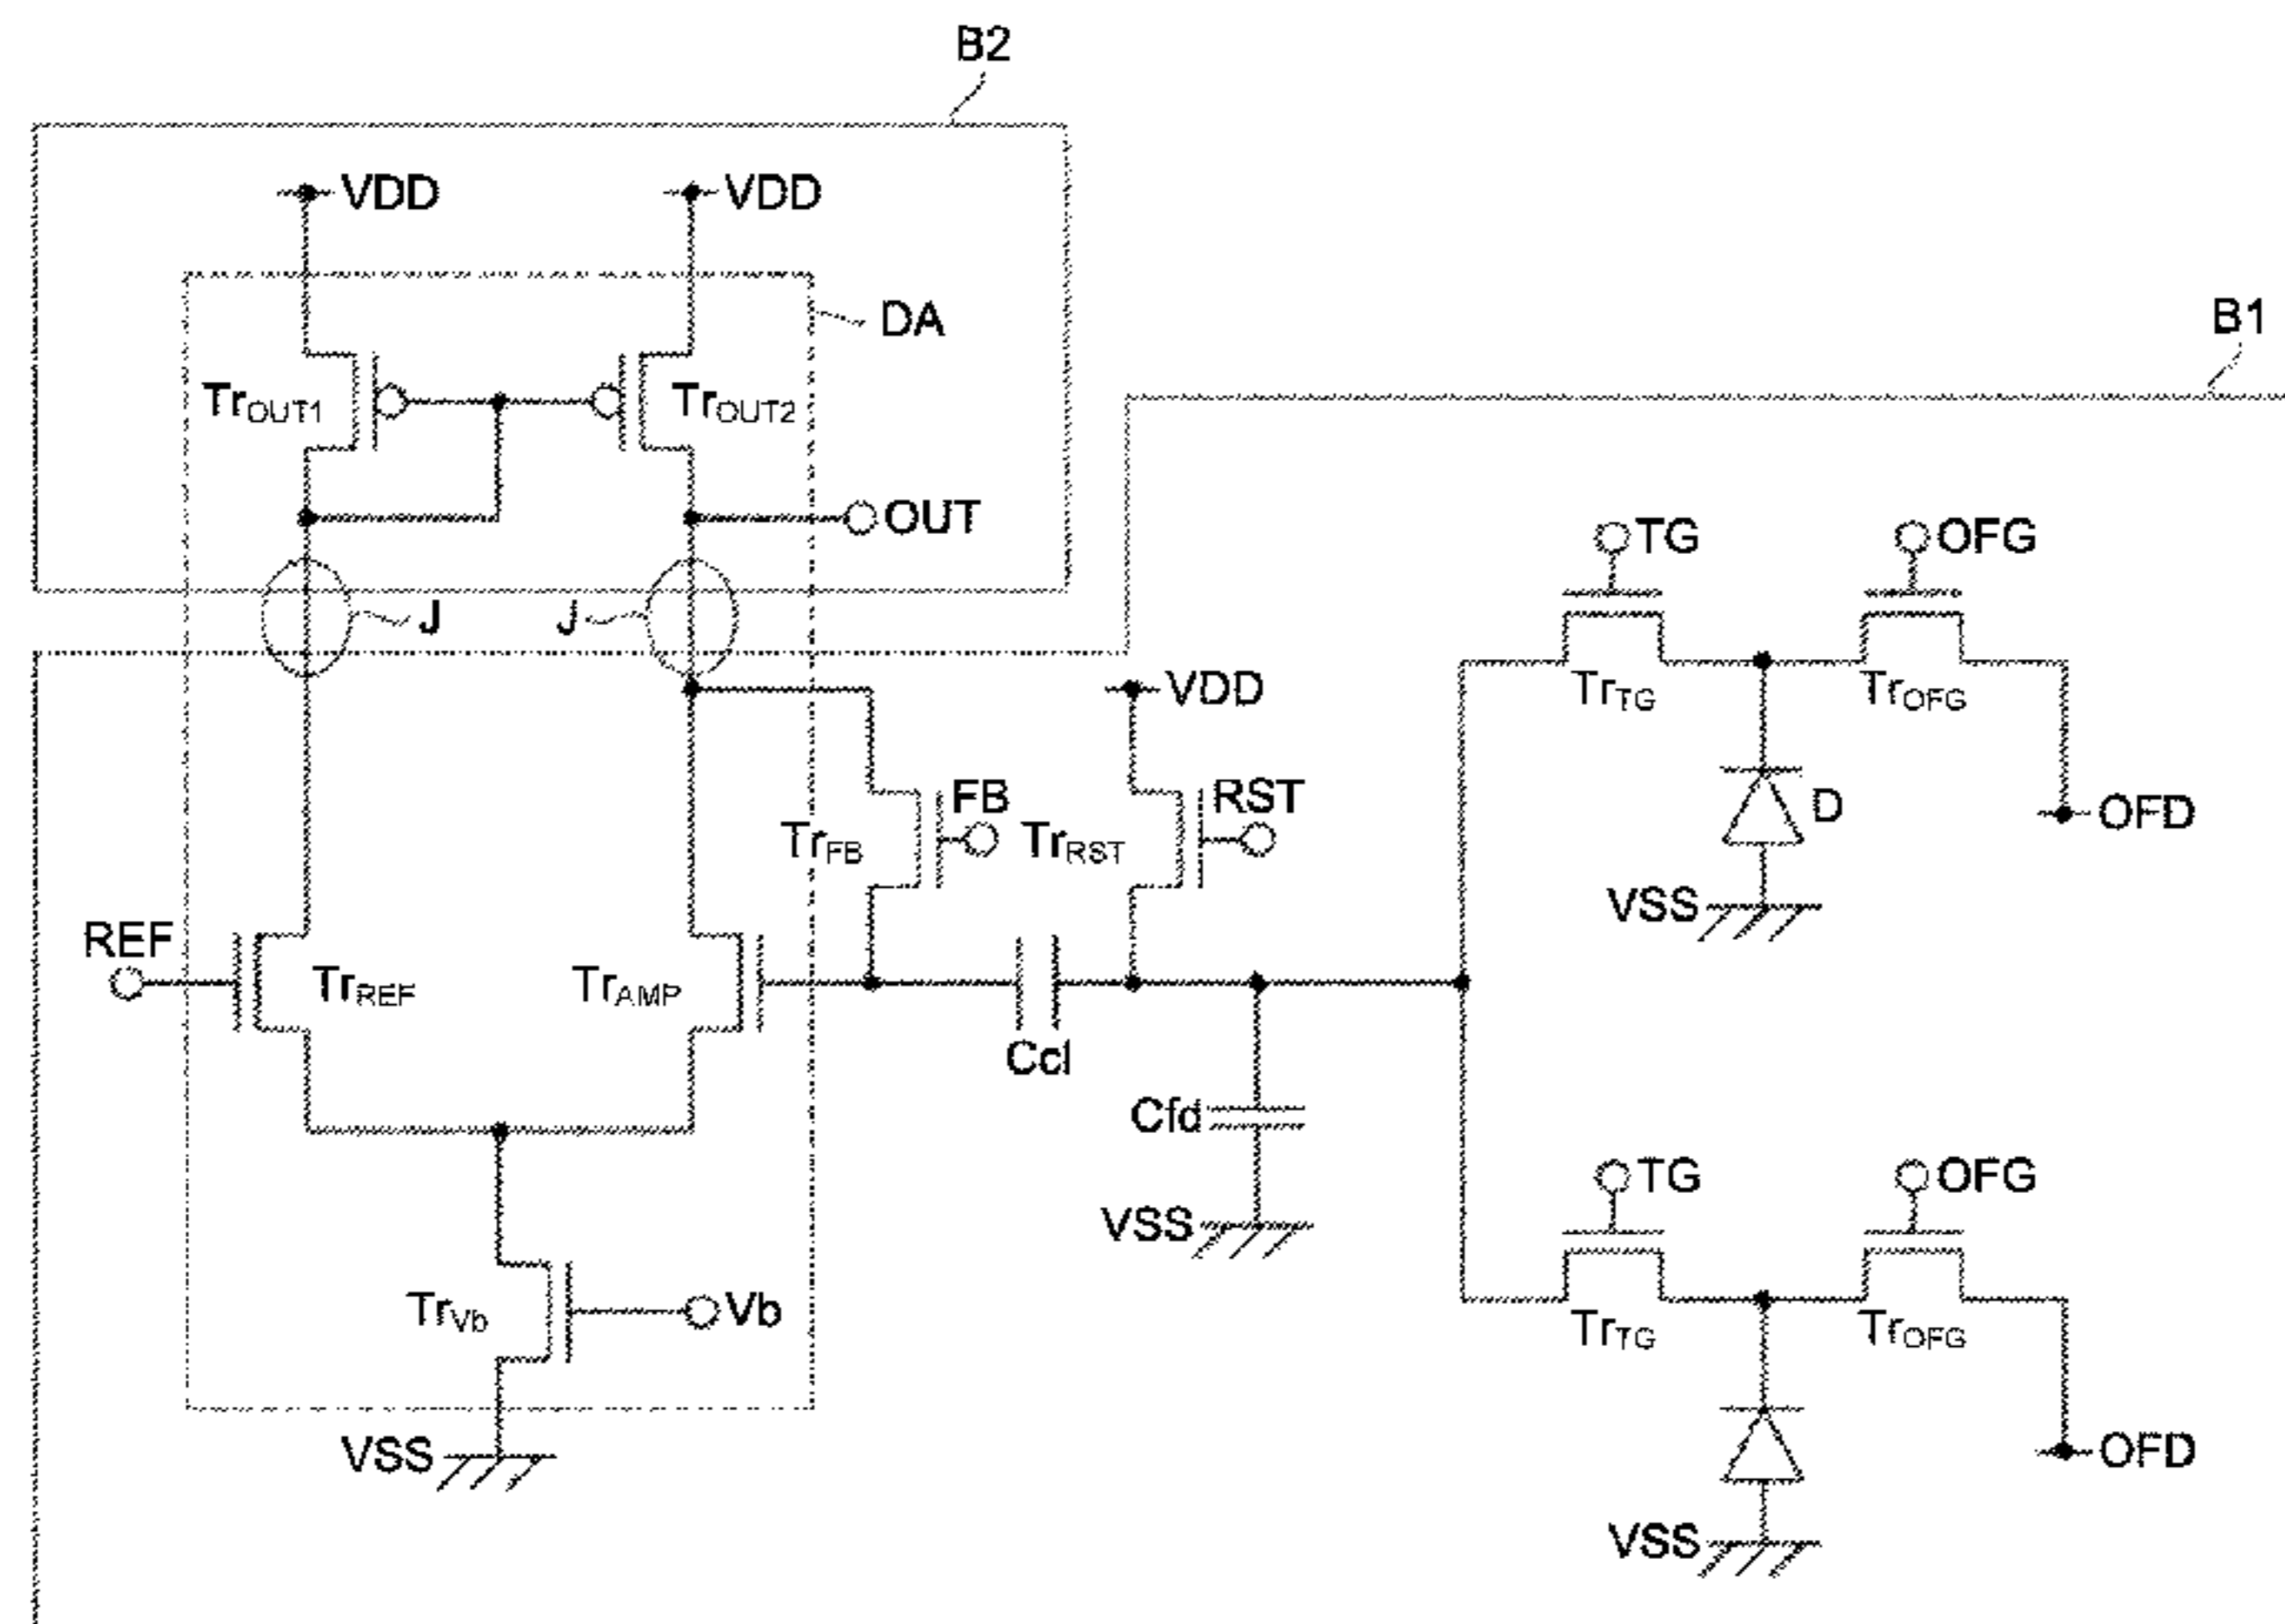 B2
VDD
VDD
DA
B1
TrOUT1
TrOUT2
OUT
TG
OFG
J
J
TrTG
TrOFG
VDD
FB
RST
D
OFD
TrFB
TrRST
VSS
REF
TrREF
TrAMP
Ccl
Cfd
TG
OFG
VSS
TrVb
Vb
TrTG
TrOFG
VSS
OFD
VSS